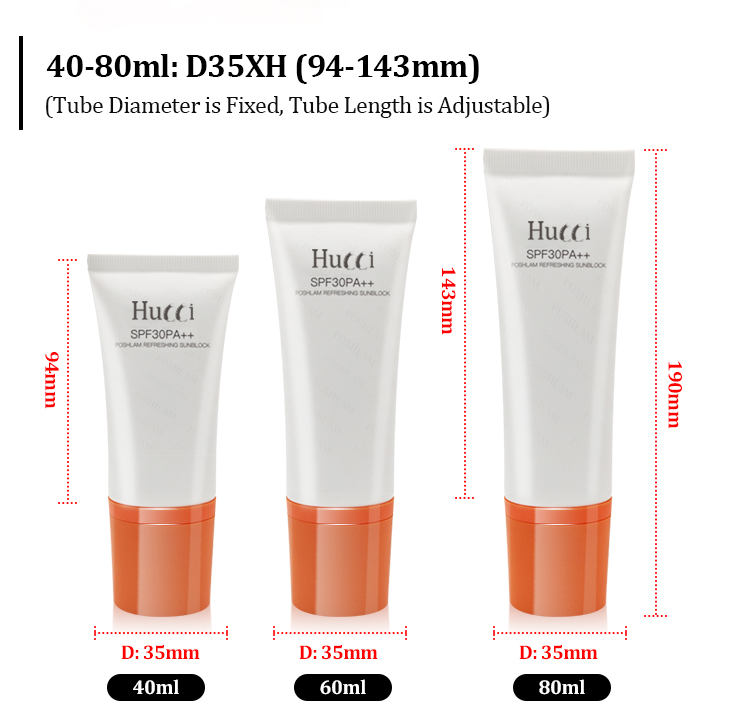 40-80ml: D35XH (94-143mm)
(Tube Diameter is Fixed, Tube Length is Adjustable)
94mm
Hucci
SPF30PA++
POSHLAM REFRESHING SUNBLOCK
Hucci
SPF30PA++
POSHLAM REFRESHING SUNBLOCK
143mm
Hucci
SPF30PA++
POSHLAM REFRESHING SUNBLOCK
190mm
D: 35mm
D: 35mm
D: 35mm
40ml
60ml
80ml